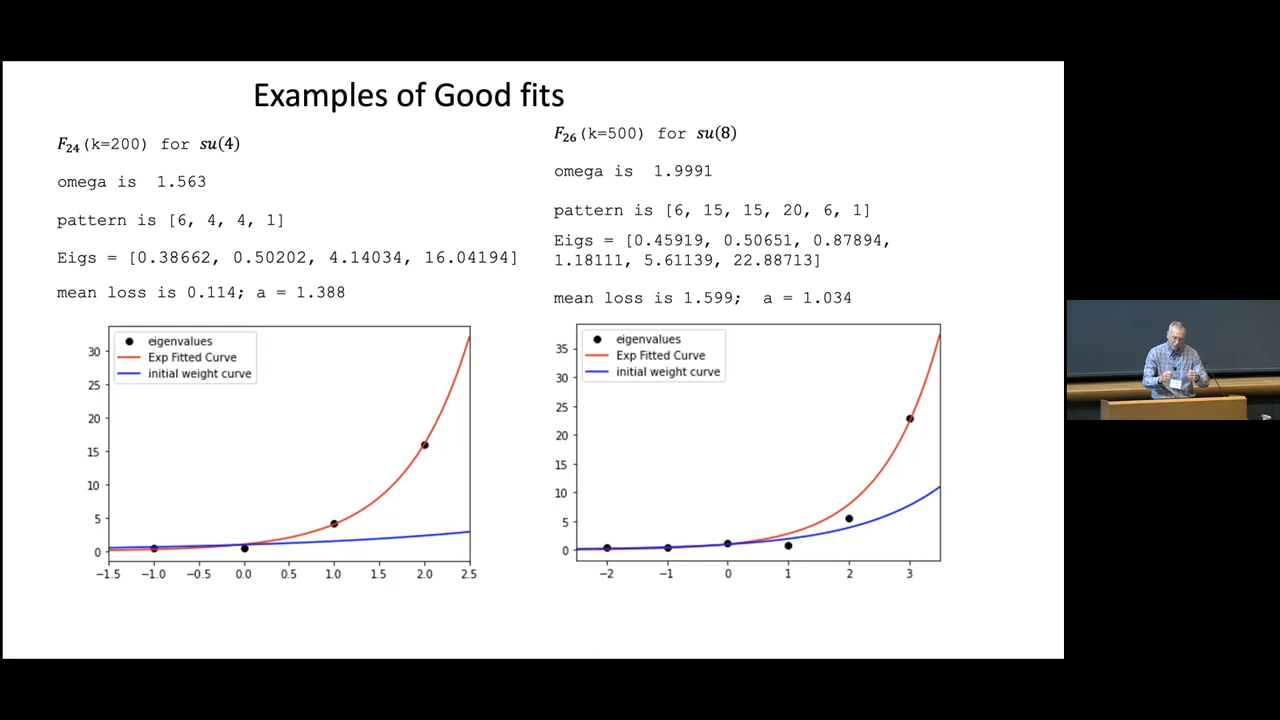 Examples of Good fits
F₂₄(k=200) for su(4)
omega is 1.563
pattern is [6, 4, 4, 1]
Eigs = [0.38662, 0.50202, 4.14034, 16.04194]
mean loss is 0.114; a = 1.388
F₂₆(k=500) for su(8)
omega is 1.9991
pattern is [6, 15, 15, 20, 6, 1]
Eigs = [0.45919, 0.50651, 0.87894,
1.18111, 5.61139, 22.88713]
mean loss is 1.599; a = 1.034
eigenvalues
Exp Fitted Curve
initial weight curve
30
25
20
15
10
5
0
−1.5 −1.0 −0.5 0.0 0.5 1.0 1.5 2.0 2.5
eigenvalues
Exp Fitted Curve
initial weight curve
35
30
25
20
15
10
5
0
−2 −1 0 1 2 3